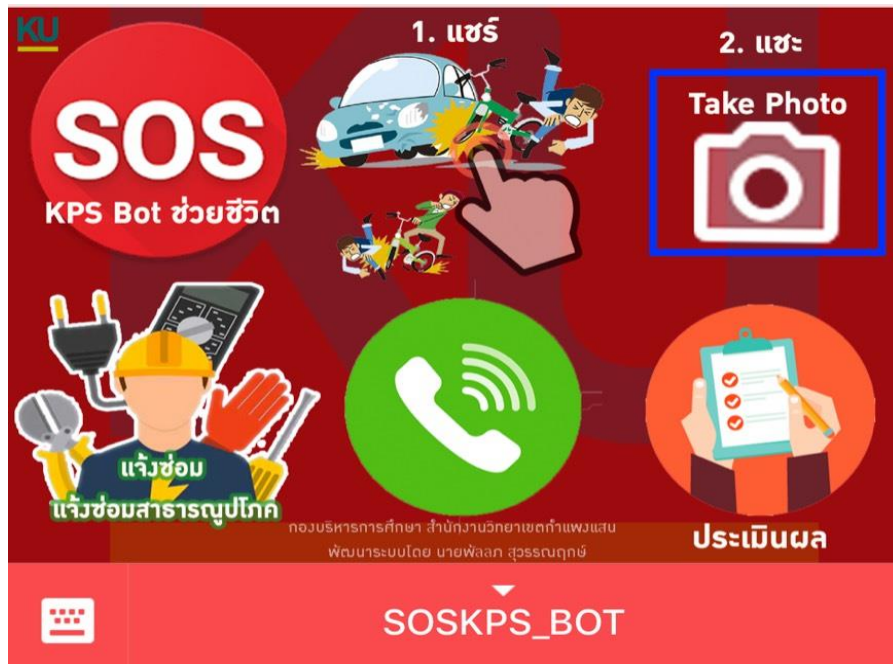 KU
1. แชร์
2. แชะ
SOS
KPS Bot ช่วยชีวิต
Take Photo
แจ้งซ่อม
แจ้งซ่อมสาธารณูปโภค
กองบริหารการศึกษา สำนักงานวิทยาเขตกำแพงแสน
พัฒนาระบบโดย นายพัลลภ สุวรรณฤกษ์
ประเมินผล
SOSKPS_BOT